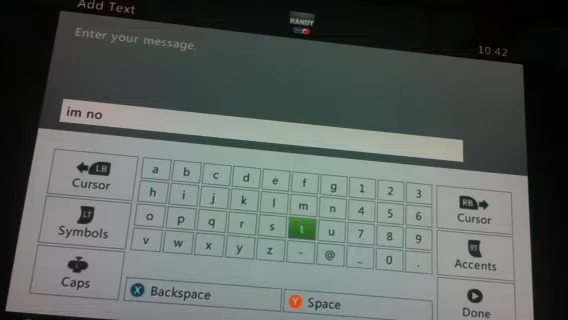 Add Text
RANDY
10:42
Enter your message.
im no
LB
Cursor
a b c d e f g 1 2 3
RB
Cursor
h i j k l m n 4 5 6
LT
Symbols
o p q r s t u 7 8 9
RT
Accents
v w x y z - @ _ 0 .
Caps
X Backspace
Y Space
Done